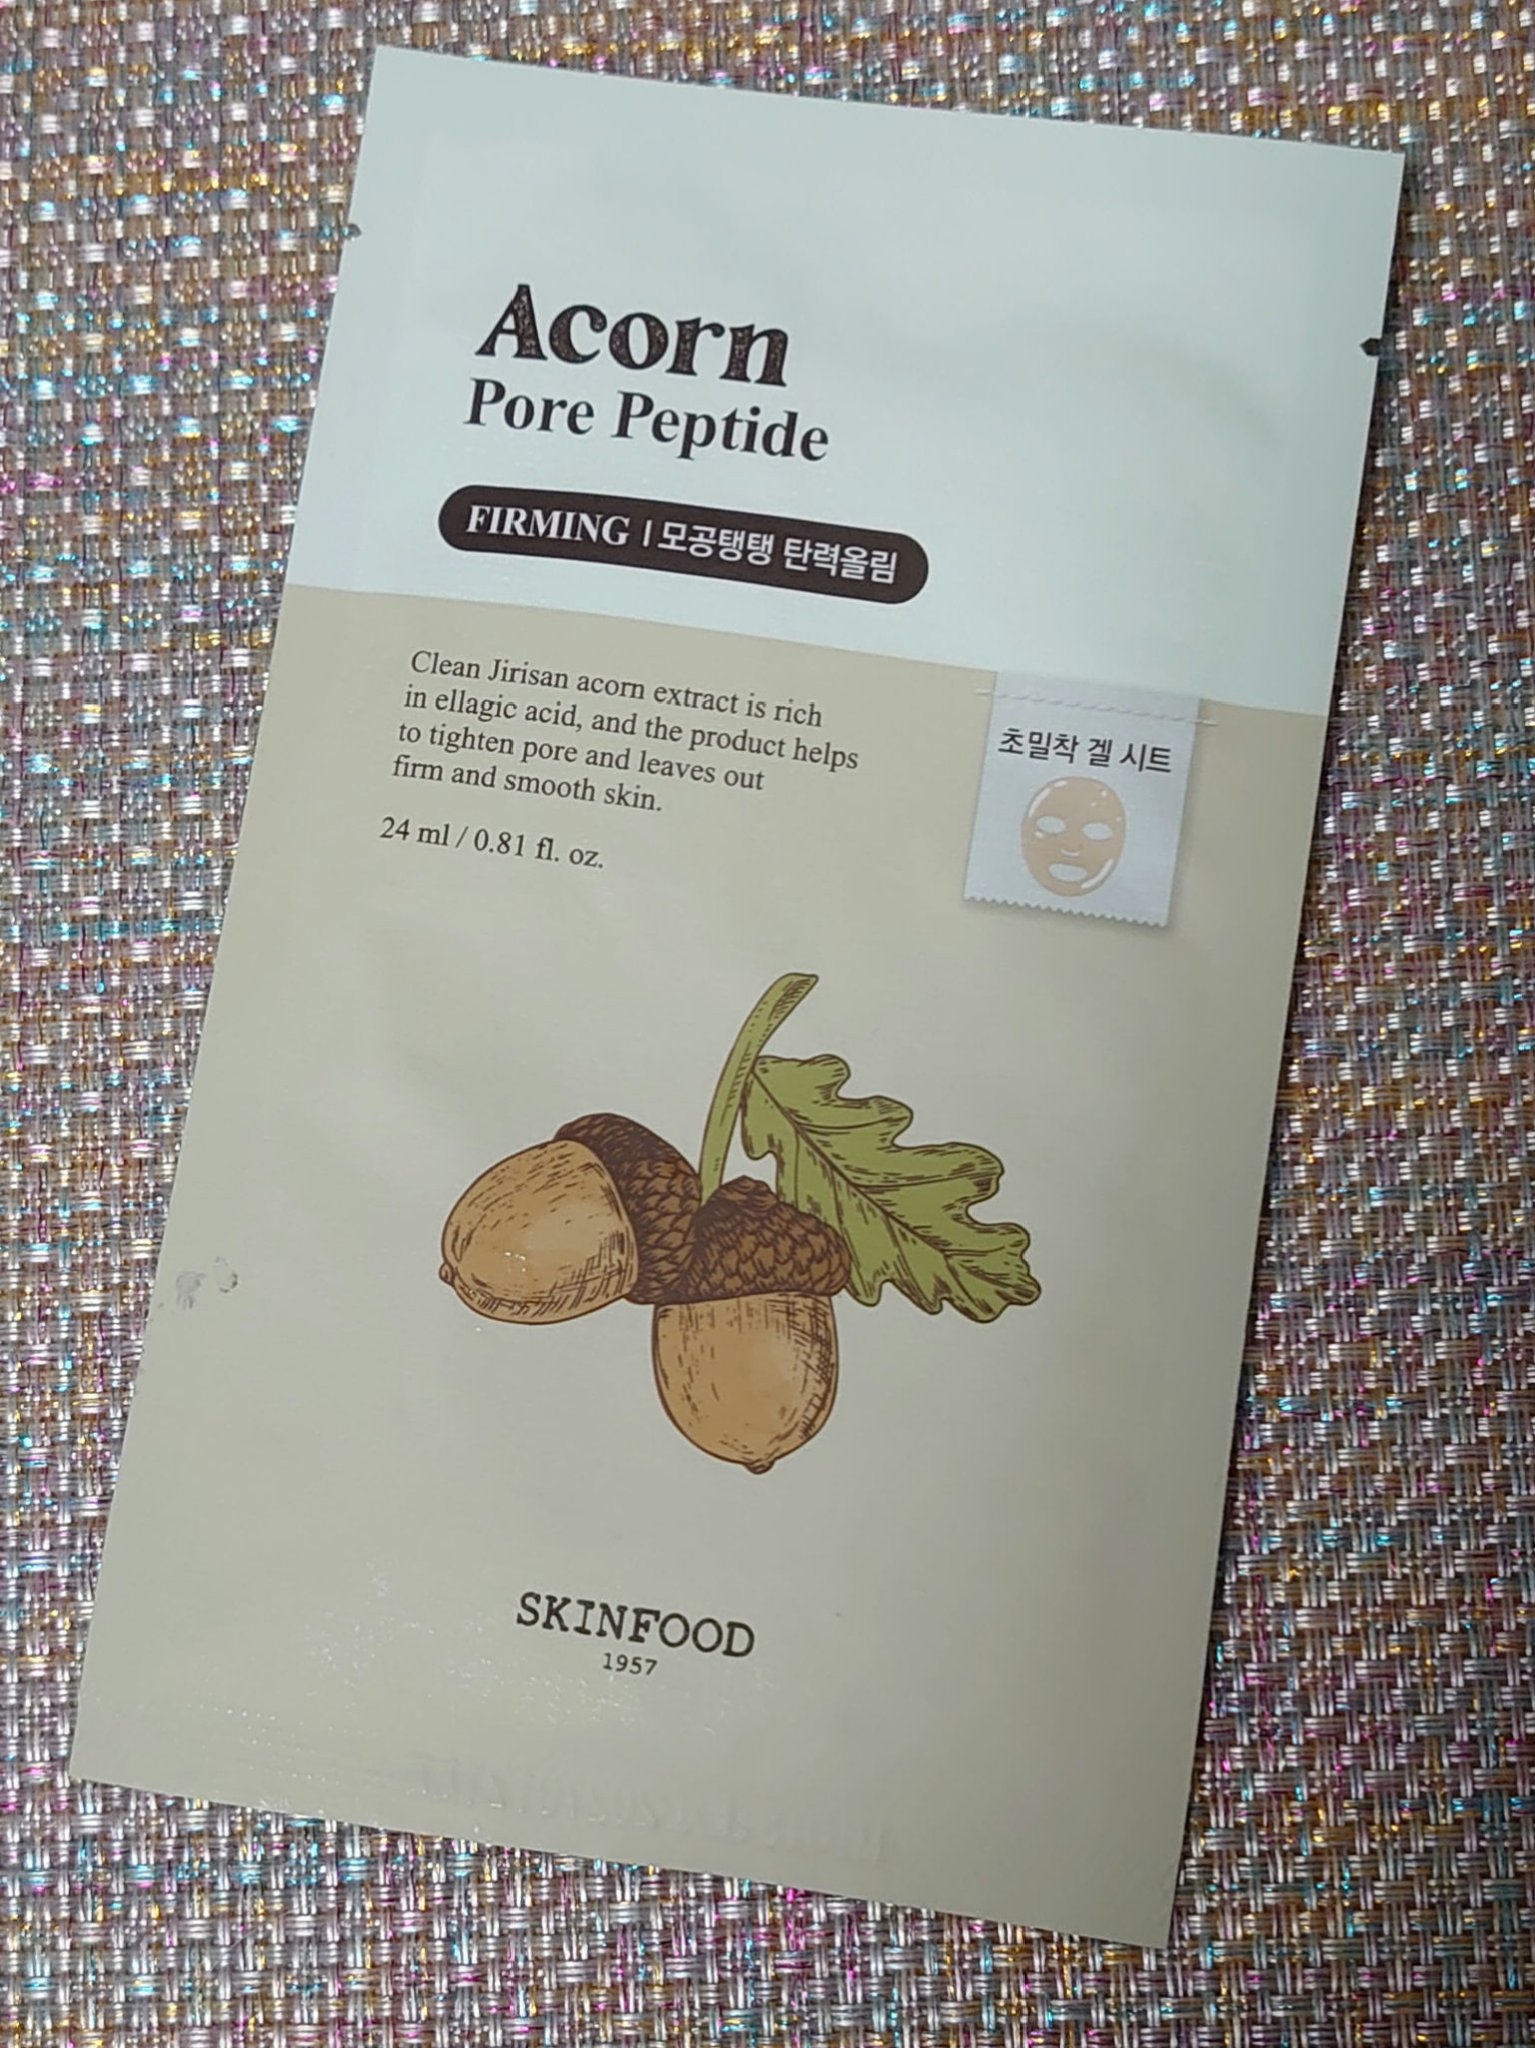 Acorn
Pore Peptide
FIRMING | 모공탱탱 탄력올림
Clean Jirisan acorn extract is rich
in ellagic acid, and the product helps
to tighten pore and leaves out
firm and smooth skin.
24 ml / 0.81 fl. oz.
초밀착 겔 시트
SKINFOOD
1957